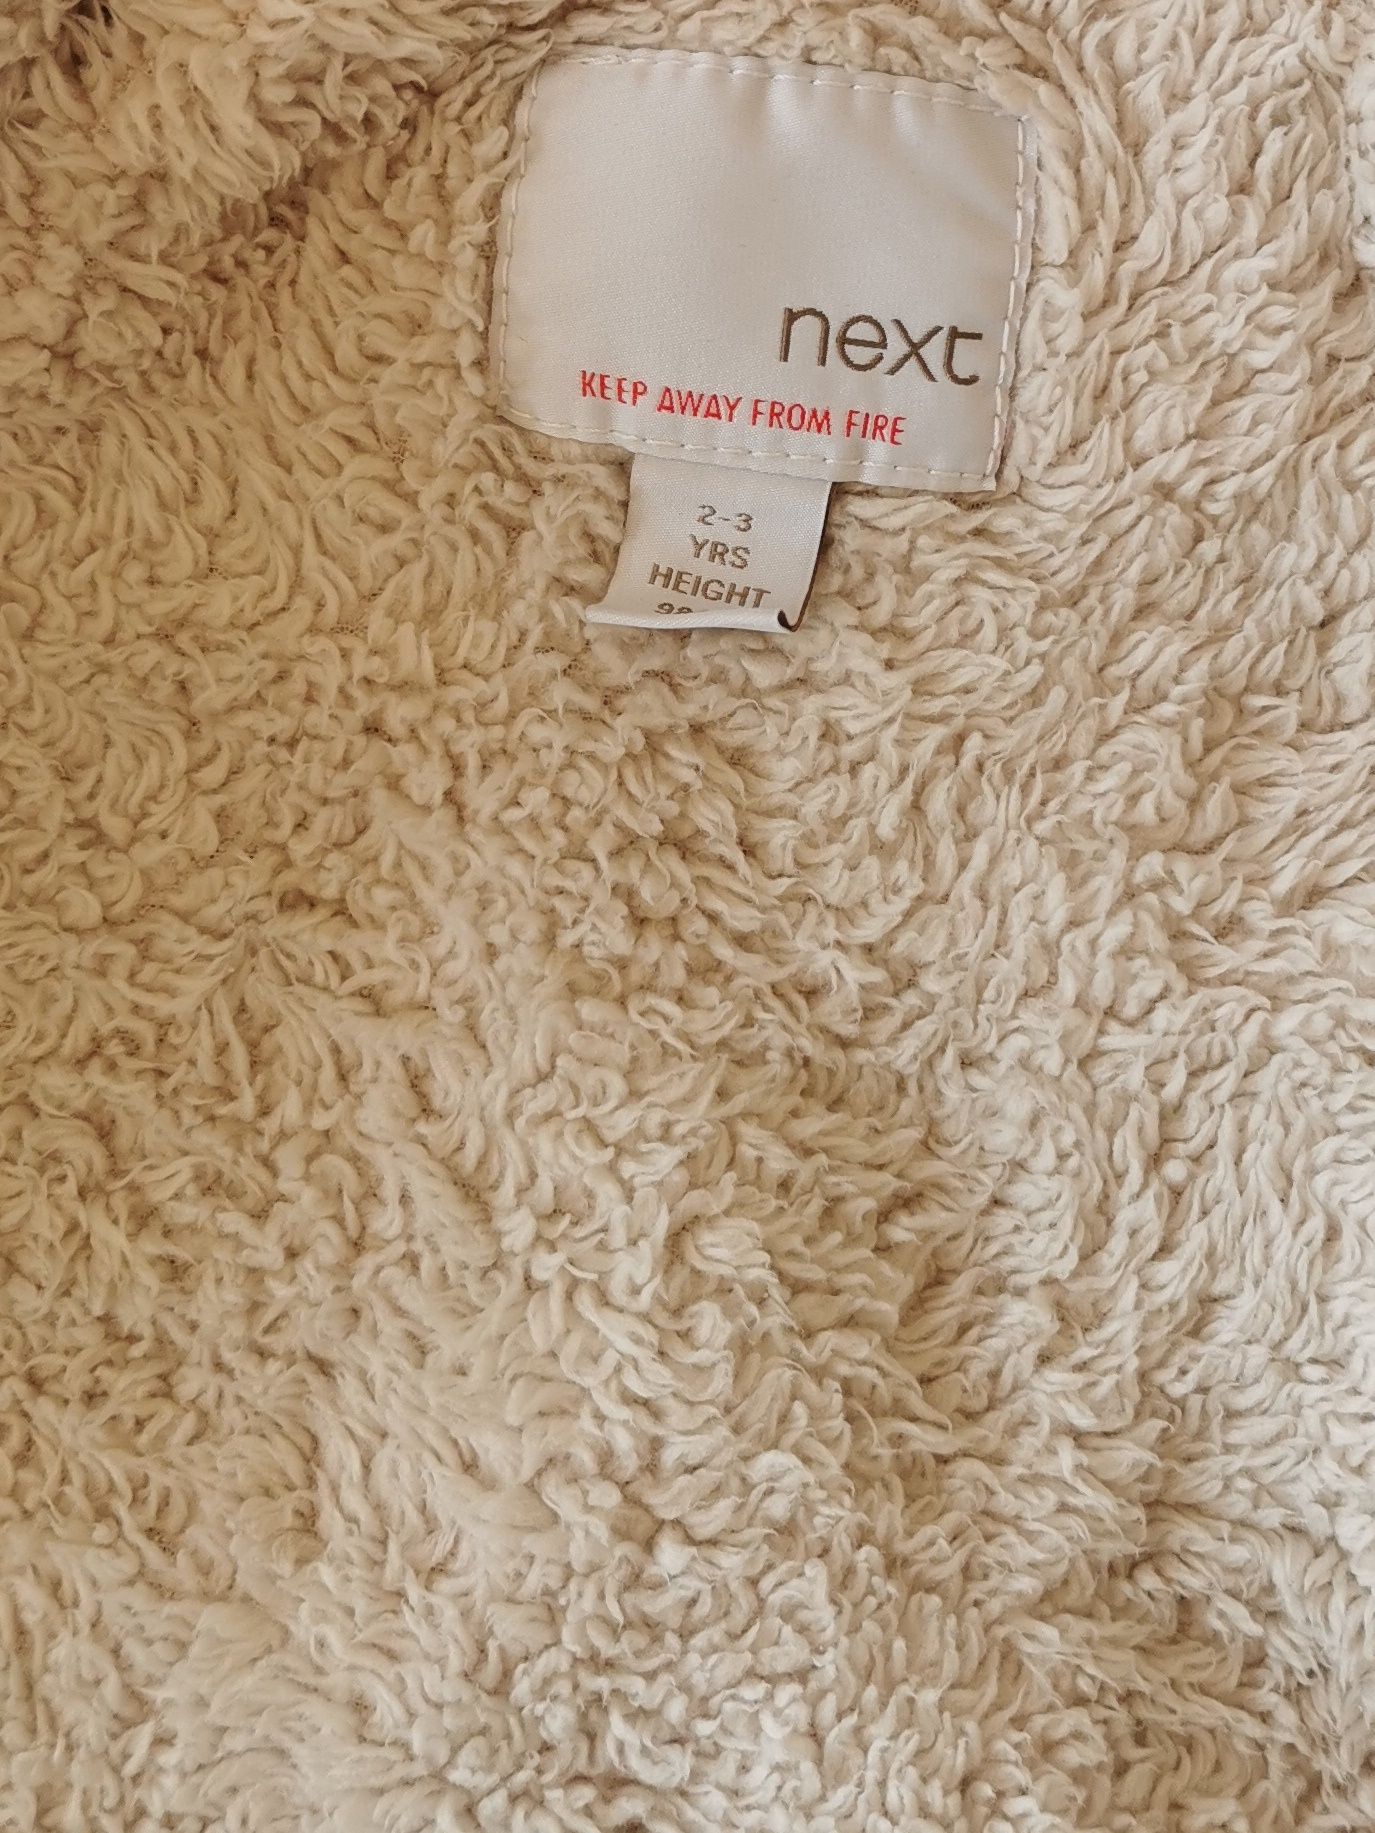 next
KEEP AWAY FROM FIRE
2-3
YRS
HEIGHT